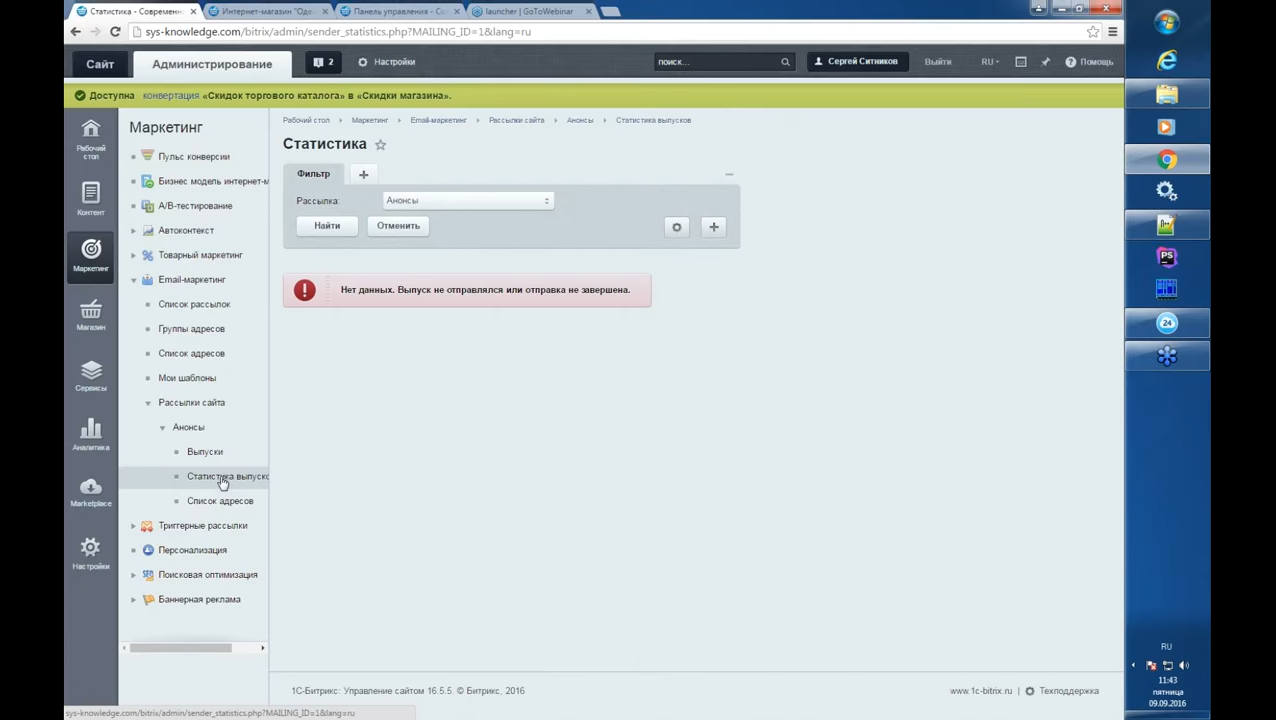 Статистика - Современн
Интернет-магазин "Оде
Панель управления - Со
launcher | GoToWebinar
sys-knowledge.com/bitrix/admin/sender_statistics.php?MAILING_ID=1&lang=ru
Сайт
Администрирование
2
Настройки
поиск...
Сергей Ситников
Выйти
RU
Помощь
Доступна конвертация «Скидок торгового каталога» в «Скидки магазина».
Рабочий стол
Контент
Маркетинг
Магазин
Сервисы
Аналитика
Marketplace
Настройки
Маркетинг
Пульс конверсии
Бизнес модель интернет-м
A/B-тестирование
Автоконтекст
Товарный маркетинг
Email-маркетинг
Список рассылок
Группы адресов
Список адресов
Мои шаблоны
Рассылки сайта
Анонсы
Выпуски
Статистика выпуско
Список адресов
Триггерные рассылки
Персонализация
Поисковая оптимизация
Баннерная реклама
Рабочий стол
Маркетинг
Email-маркетинг
Рассылки сайта
Анонсы
Статистика выпусков
Статистика
Фильтр
Рассылка:
Анонсы
Найти
Отменить
Нет данных. Выпуск не отправлялся или отправка не завершена.
1С-Битрикс: Управление сайтом 16.5.5. © Битрикс, 2016
www.1c-bitrix.ru
Техподдержка
sys-knowledge.com/bitrix/admin/sender_statistics.php?MAILING_ID=1&lang=ru
PS
24
RU
11:43
пятница
09.09.2016